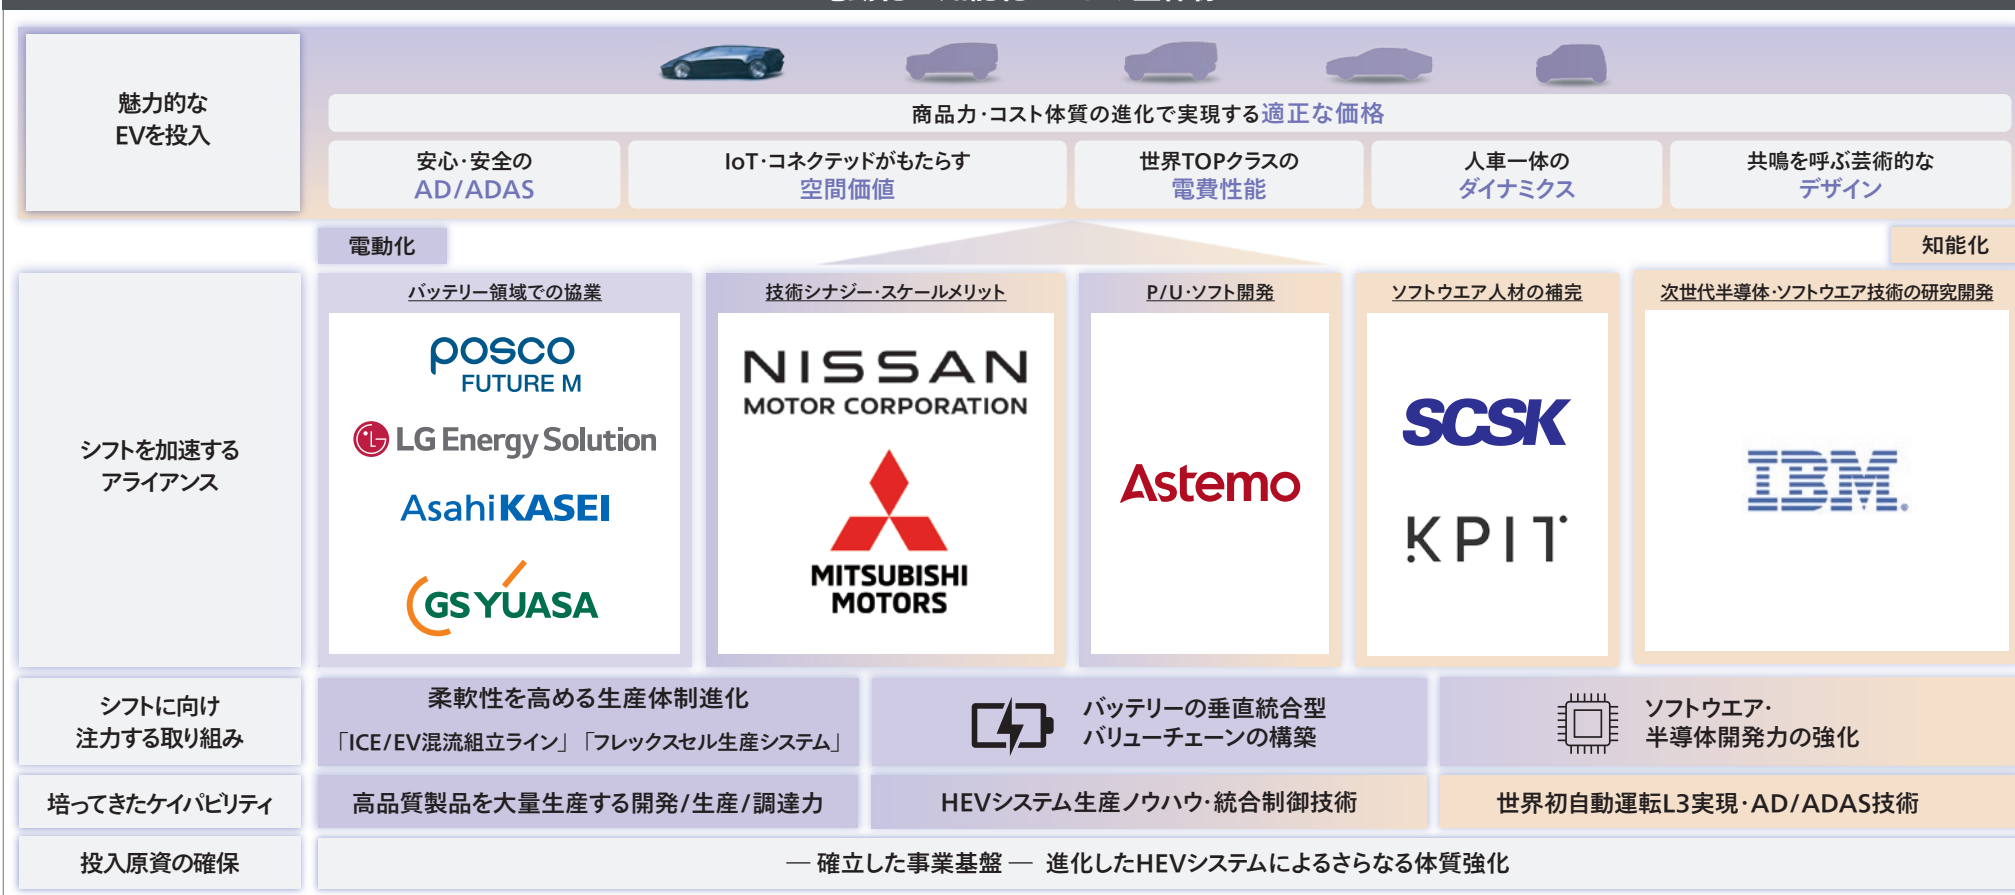 魅力的な
EVを投入
商品力・コスト体質の進化で実現する適正な価格
安心・安全の
AD/ADAS
IoT・コネクテッドがもたらす
空間価値
世界TOPクラスの
電費性能
人車一体の
ダイナミクス
共鳴を呼ぶ芸術的な
デザイン
電動化
知能化
シフトを加速する
アライアンス
バッテリー領域での協業
posco
FUTURE M
LG Energy Solution
AsahiKASEI
GS YUASA
技術シナジー・スケールメリット
NISSAN
MOTOR CORPORATION
MITSUBISHI
MOTORS
P/U・ソフト開発
Astemo
ソフトウエア人材の補完
SCSK
KPIT
次世代半導体・ソフトウエア技術の研究開発
IBM
シフトに向け
注力する取り組み
柔軟性を高める生産体制進化
「ICE/EV混流組立ライン」「フレックスセル生産システム」
バッテリーの垂直統合型
バリューチェーンの構築
ソフトウエア・
半導体開発力の強化
培ってきたケイパビリティ
高品質製品を大量生産する開発/生産/調達力
HEVシステム生産ノウハウ・統合制御技術
世界初自動運転L3実現・AD/ADAS技術
投入原資の確保
― 確立した事業基盤 ― 進化したHEVシステムによるさらなる体質強化